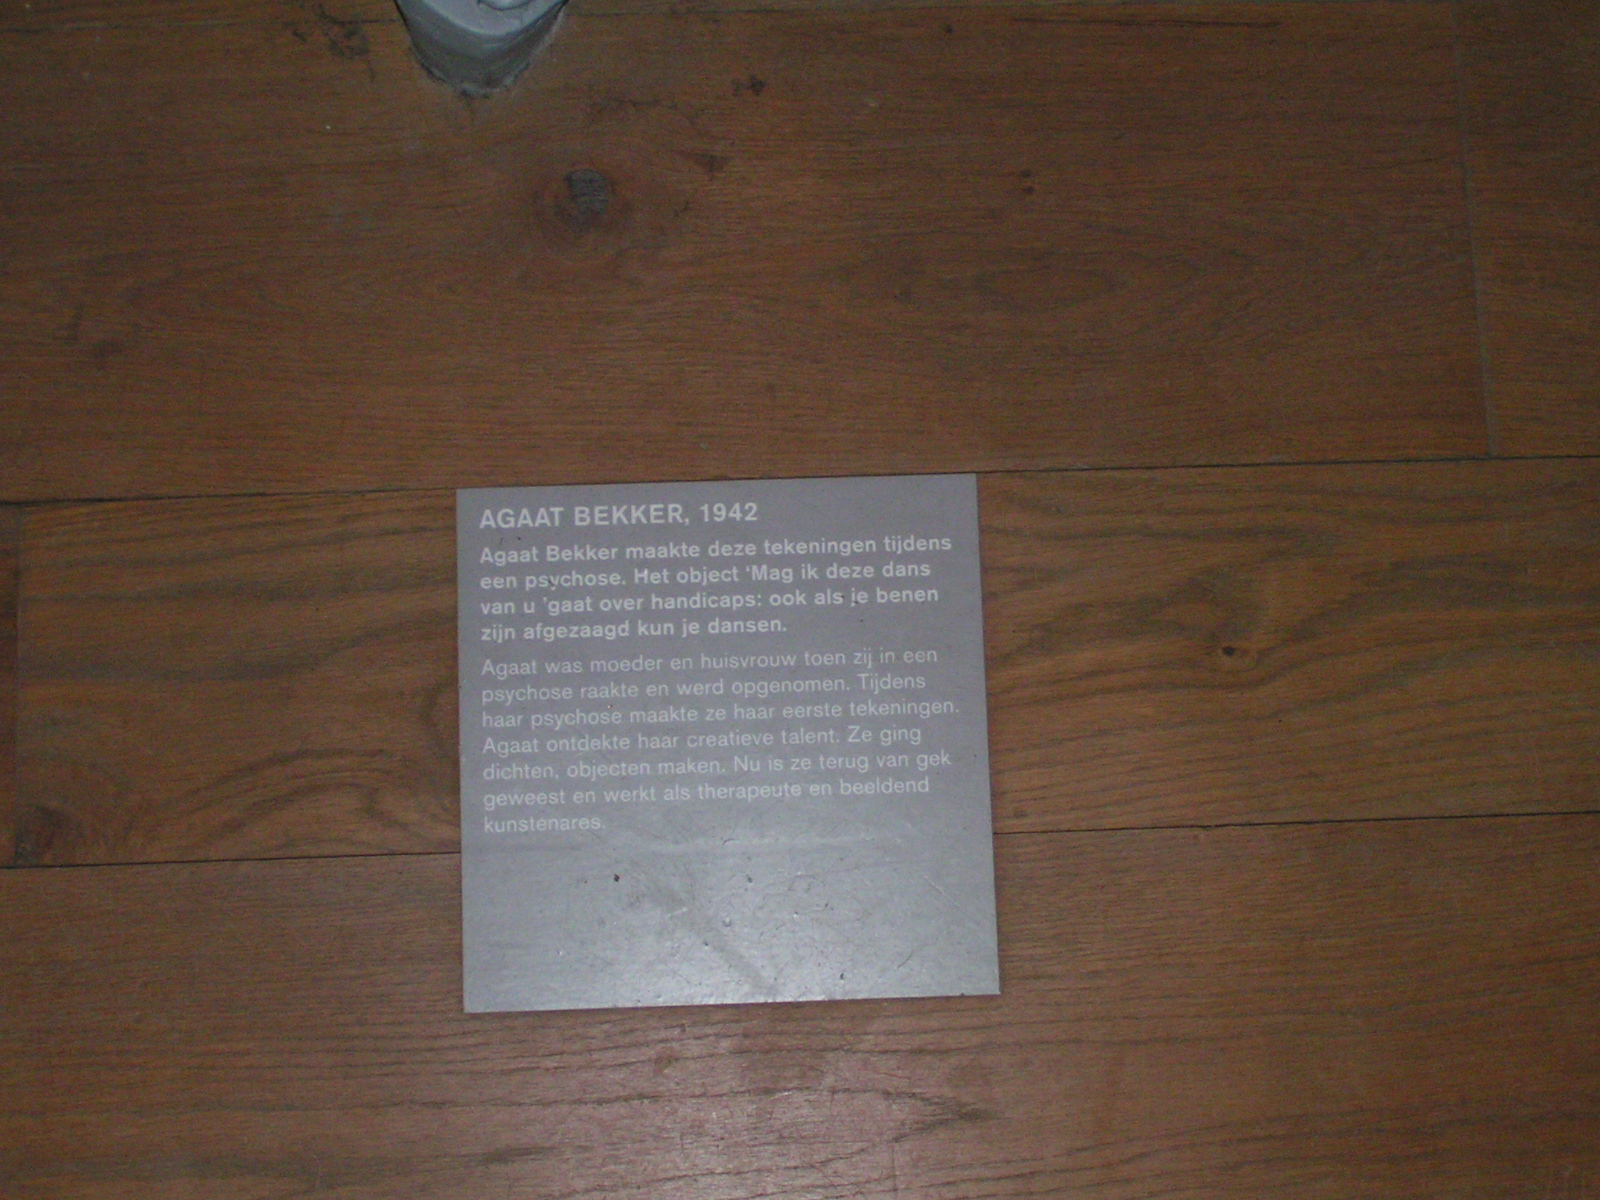 AGAAT BEKKER, 1942
Agaat Bekker maakte deze tekeningen tijdens
een psychose. Het object ‘Mag ik deze dans
van u ’gaat over handicaps: ook als je benen
zijn afgezaagd kun je dansen.
Agaat was moeder en huisvrouw toen zij in een
psychose raakte en werd opgenomen. Tijdens
haar psychose maakte ze haar eerste tekeningen.
Agaat ontdekte haar creatieve talent. Ze ging
dichten, objecten maken. Nu is ze terug van gek
geweest en werkt als therapeute en beeldend
kunstenares.